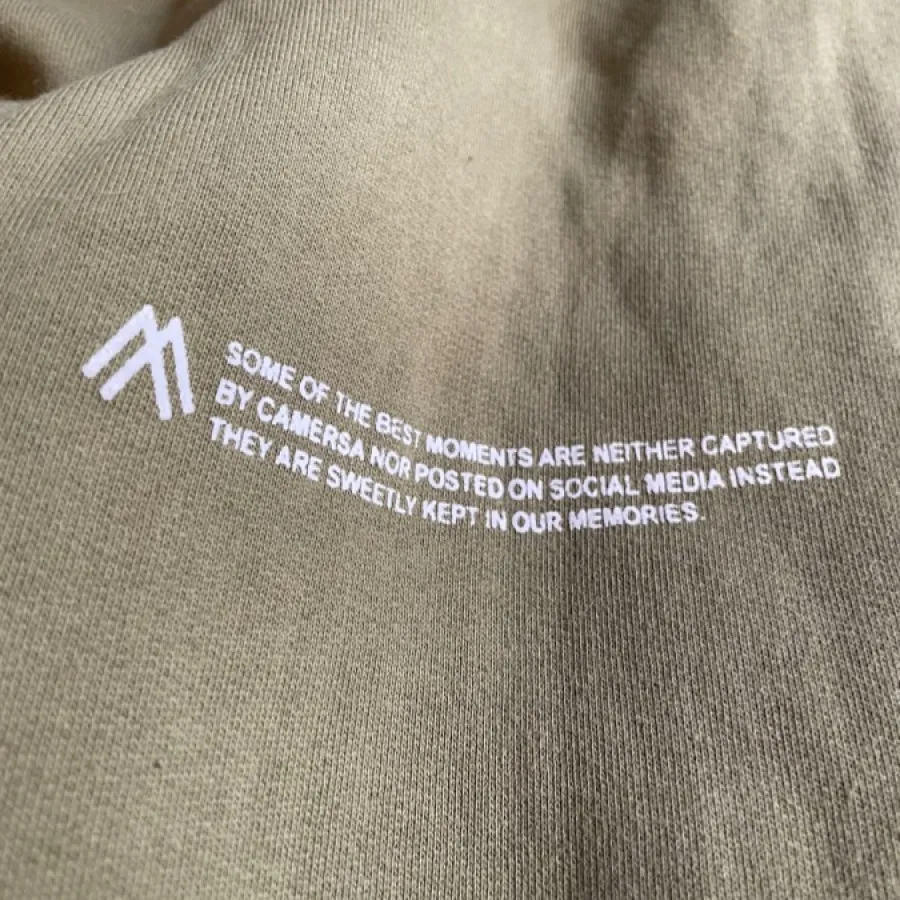 SOME OF THE BEST MOMENTS ARE NEITHER CAPTURED
BY CAMERSA NOR POSTED ON SOCIAL MEDIA INSTEAD
THEY ARE SWEETLY KEPT IN OUR MEMORIES.